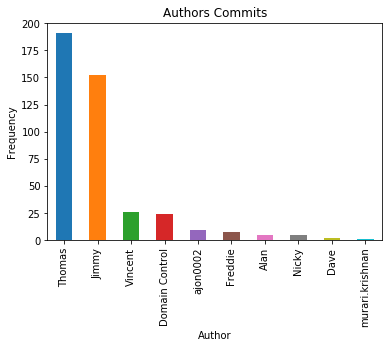 Authors Commits
200
175
150
125
100
75
50
25
0
Frequency
Thomas
Jimmy
Vincent
Domain Control
ajon0002
Freddie
Alan
Nicky
Dave
murari.krishnan
Author